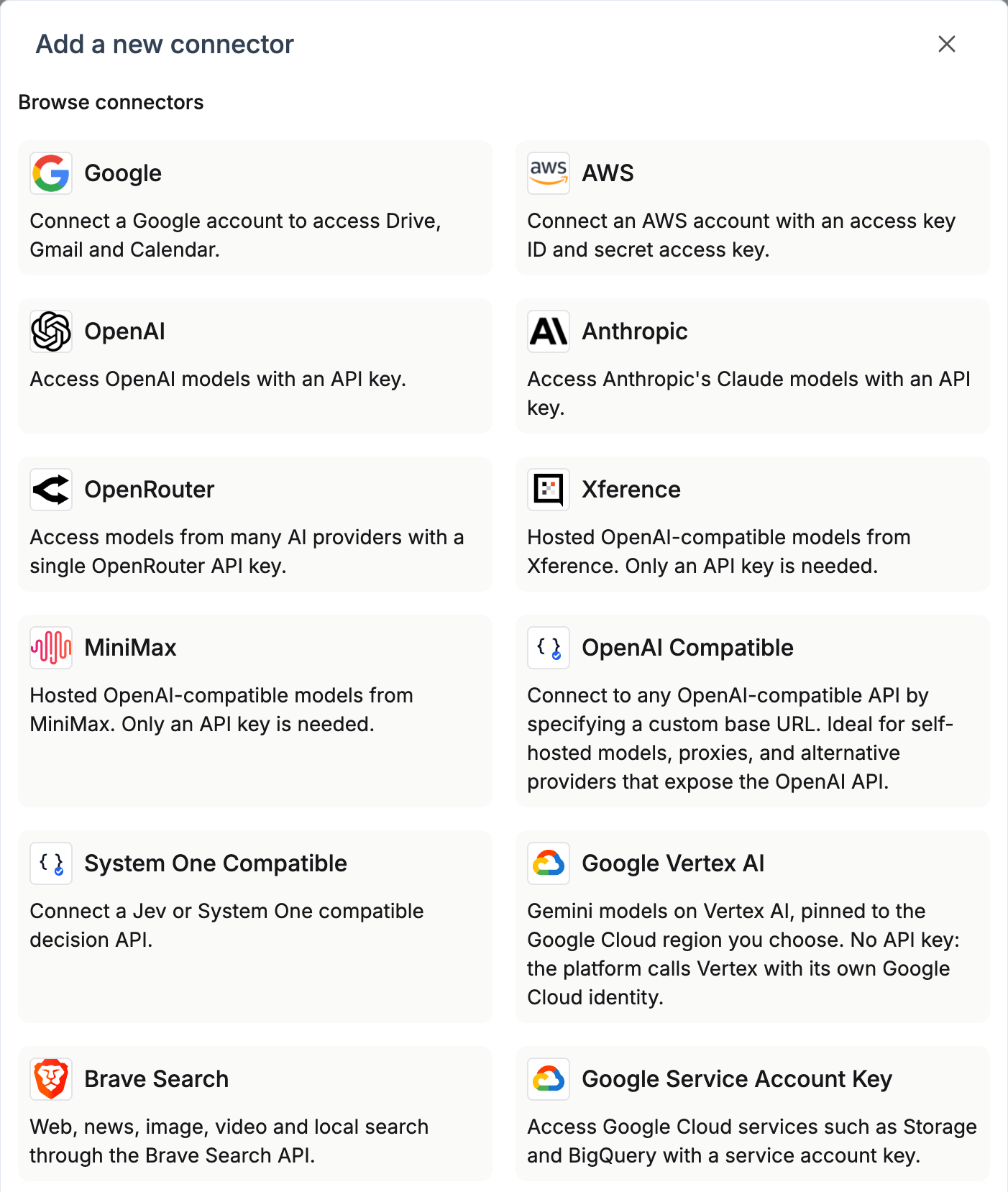 Add a new connector
Browse connectors
Google
Connect a Google account to access Drive,
Gmail and Calendar.
aws
AWS
Connect an AWS account with an access key
ID and secret access key.
OpenAI
Access OpenAI models with an API key.
Anthropic
Access Anthropic's Claude models with an API
key.
OpenRouter
Access models from many AI providers with a
single OpenRouter API key.
Xference
Hosted OpenAI-compatible models from
Xference. Only an API key is needed.
MiniMax
Hosted OpenAI-compatible models from
MiniMax. Only an API key is needed.
OpenAI Compatible
Connect to any OpenAI-compatible API by
specifying a custom base URL. Ideal for self-
hosted models, proxies, and alternative
providers that expose the OpenAI API.
System One Compatible
Connect a Jev or System One compatible
decision API.
Google Vertex AI
Gemini models on Vertex AI, pinned to the
Google Cloud region you choose. No API key:
the platform calls Vertex with its own Google
Cloud identity.
Brave Search
Web, news, image, video and local search
through the Brave Search API.
Google Service Account Key
Access Google Cloud services such as Storage
and BigQuery with a service account key.